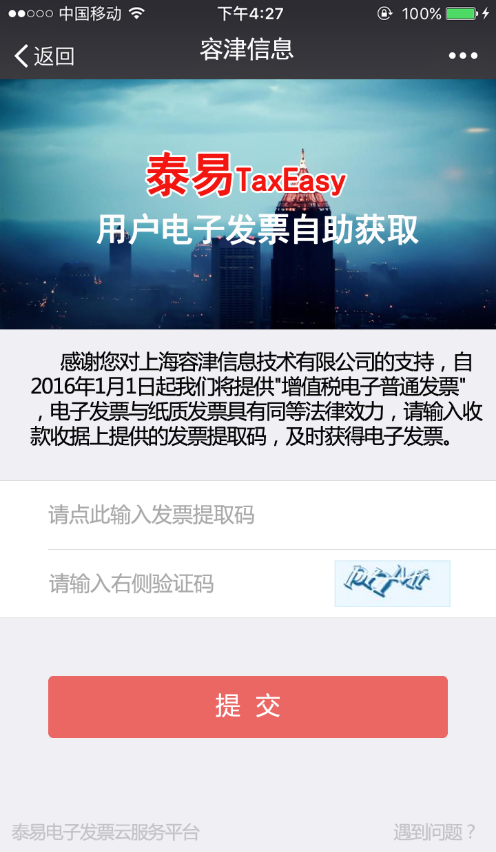 中国移动 下午4:27 100%
返回 容津信息
泰易TaxEasy
用户电子发票自助获取
感谢您对上海容津信息技术有限公司的支持，自
2016年1月1日起我们将提供"增值税电子普通发票"
，电子发票与纸质发票具有同等法律效力，请输入收
款收据上提供的发票提取码，及时获得电子发票。
请点此输入发票提取码
请输入右侧验证码
提 交
泰易电子发票云服务平台 遇到问题？